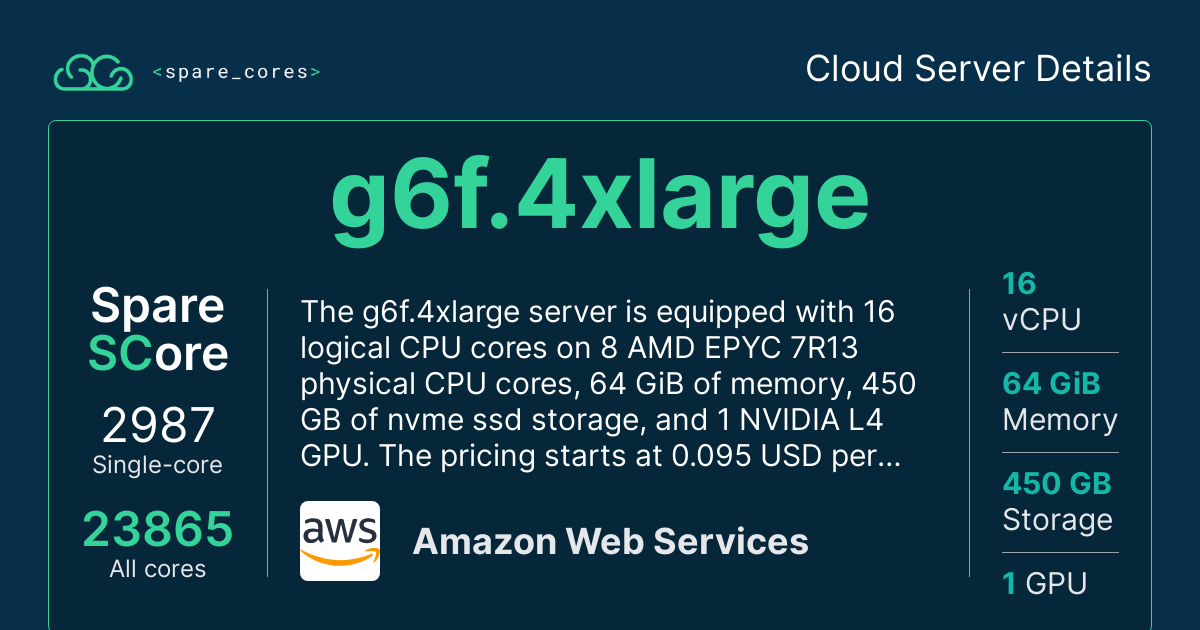 <spare_cores>
Cloud Server Details
g6f.4xlarge
Spare
SCore
2987
Single-core
23865
All cores
The g6f.4xlarge server is equipped with 16
logical CPU cores on 8 AMD EPYC 7R13
physical CPU cores, 64 GiB of memory, 450
GB of nvme ssd storage, and 1 NVIDIA L4
GPU. The pricing starts at 0.095 USD per...
aws
Amazon Web Services
16
vCPU
64 GiB
Memory
450 GB
Storage
1 GPU